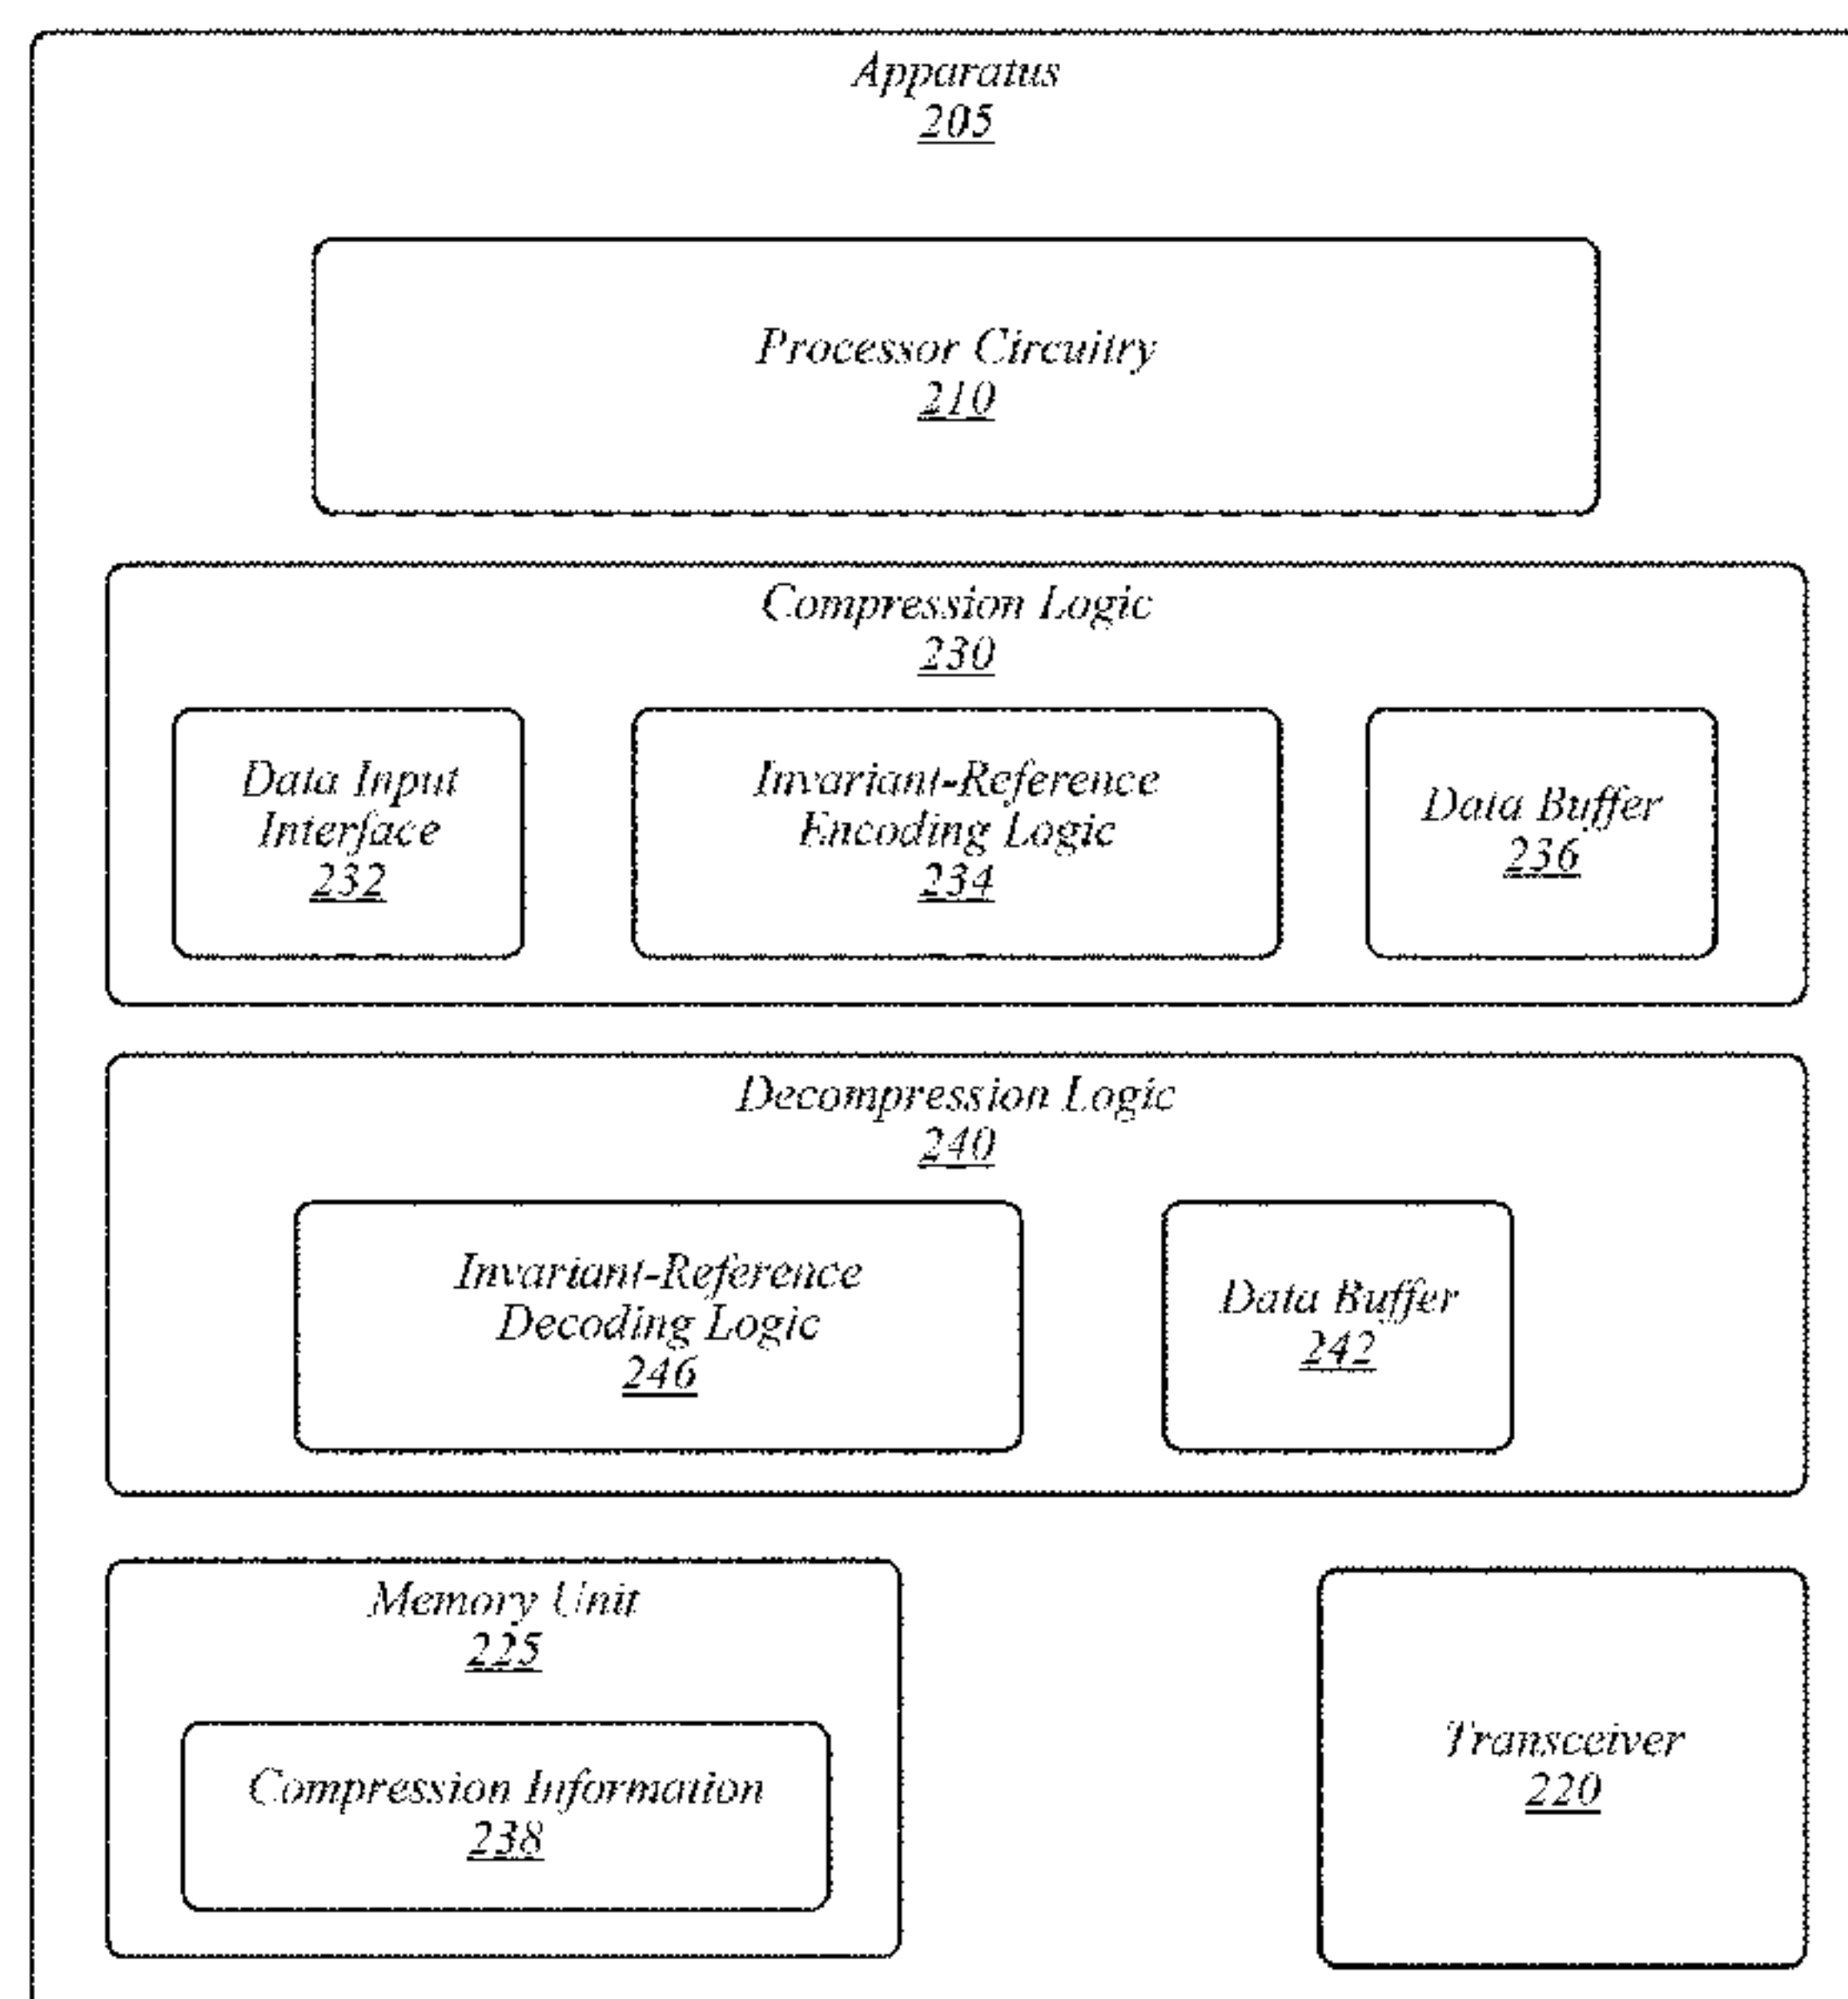 Apparatus
205
Processor Circuitry
210
Compression Logic
230
Data Input
Interface
232
Invariant-Reference
Encoding Logic
234
Data Buffer
236
Decompression Logic
240
Invariant-Reference
Decoding Logic
246
Data Buffer
242
Memory Unit
225
Compression Information
238
Transceiver
220